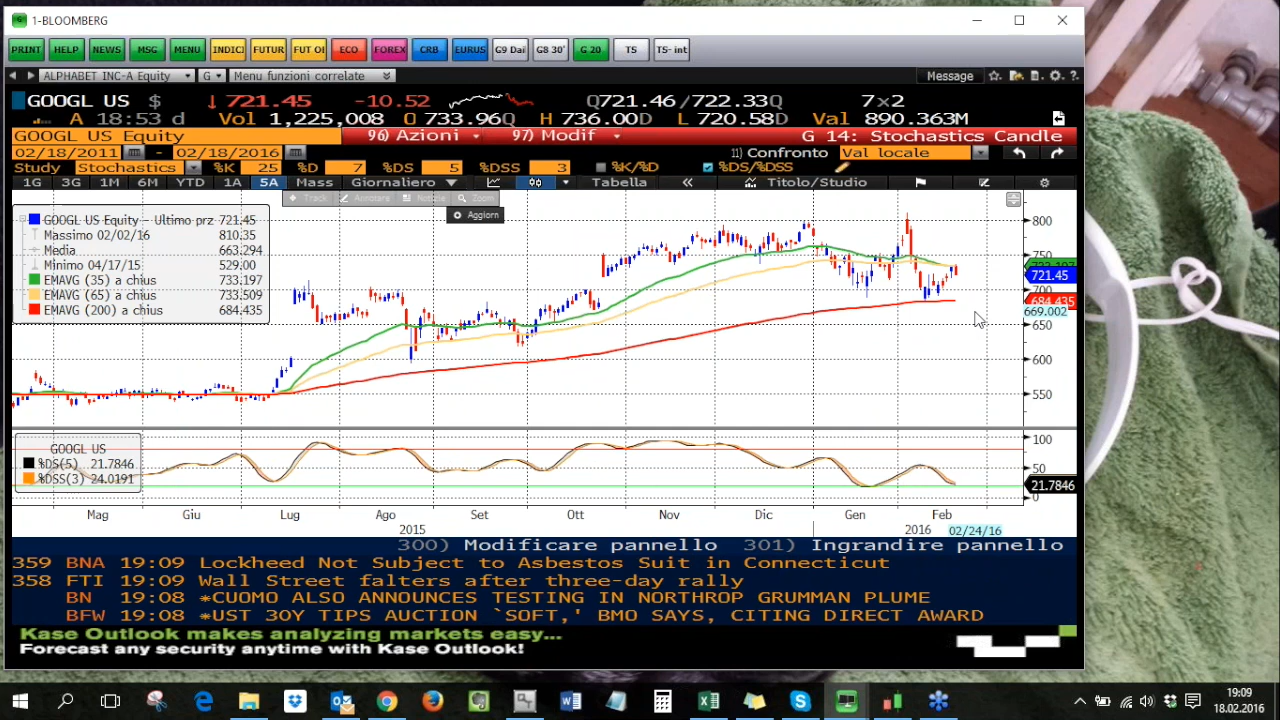 1-BLOOMBERG
PRINT HELP NEWS MSG MENU INDICI FUTUR FUT OI ECO FOREX CRB EURUS G9 Dai G8 30' G 20 TS TS- int
ALPHABET INC-A Equity G Menu funzioni correlate Message
GOOGL US $ ↓ 721.45 -10.52 Q721.46/722.33Q 7×2
A 18:53 d Vol 1,225,008 O 733.96Q H 736.00D L 720.58D Val 890.363M
GOOGL US Equity 96) Azioni 97) Modif G 14: Stochastics Candle
02/18/2011 - 02/18/2016 11) Confronto Val locale
Study Stochastics %K 25 %D 7 %DS 5 %DSS 3 %K/%D %DS/%DSS
1G 3G 1M 6M YTD 1A 5A Mass Giornaliero Tabella « Titolo/Studio
Track Annotare Notizie Zoom
Aggiorn
GOOGL US Equity - Ultimo prz 721.45
Massimo 02/02/16 810.35
Media 663.294
Minimo 04/17/15 529.00
EMAVG (35) a chius 733.197
EMAVG (65) a chius 733.509
EMAVG (200) a chius 684.435
800
750
721.45
700
684.435
669.002
650
600
550
GOOGL US
%DS(5) 21.7846
%DSS(3) 24.0191
100
50
21.7846
0
Mag Giu Lug Ago Set Ott Nov Dic Gen Feb
2015 2016 02/24/16
300) Modificare pannello 301) Ingrandire pannello
359 BNA 19:09 Lockheed Not Subject to Asbestos Suit in Connecticut
358 FTI 19:09 Wall Street falters after three-day rally
BN 19:08 *CUOMO ALSO ANNOUNCES TESTING IN NORTHROP GRUMMAN PLUME
BFW 19:08 *UST 30Y TIPS AUCTION `SOFT,' BMO SAYS, CITING DIRECT AWARD
Kase Outlook makes analyzing markets easy...
Forecast any security anytime with Kase Outlook!
19:09
18.02.2016